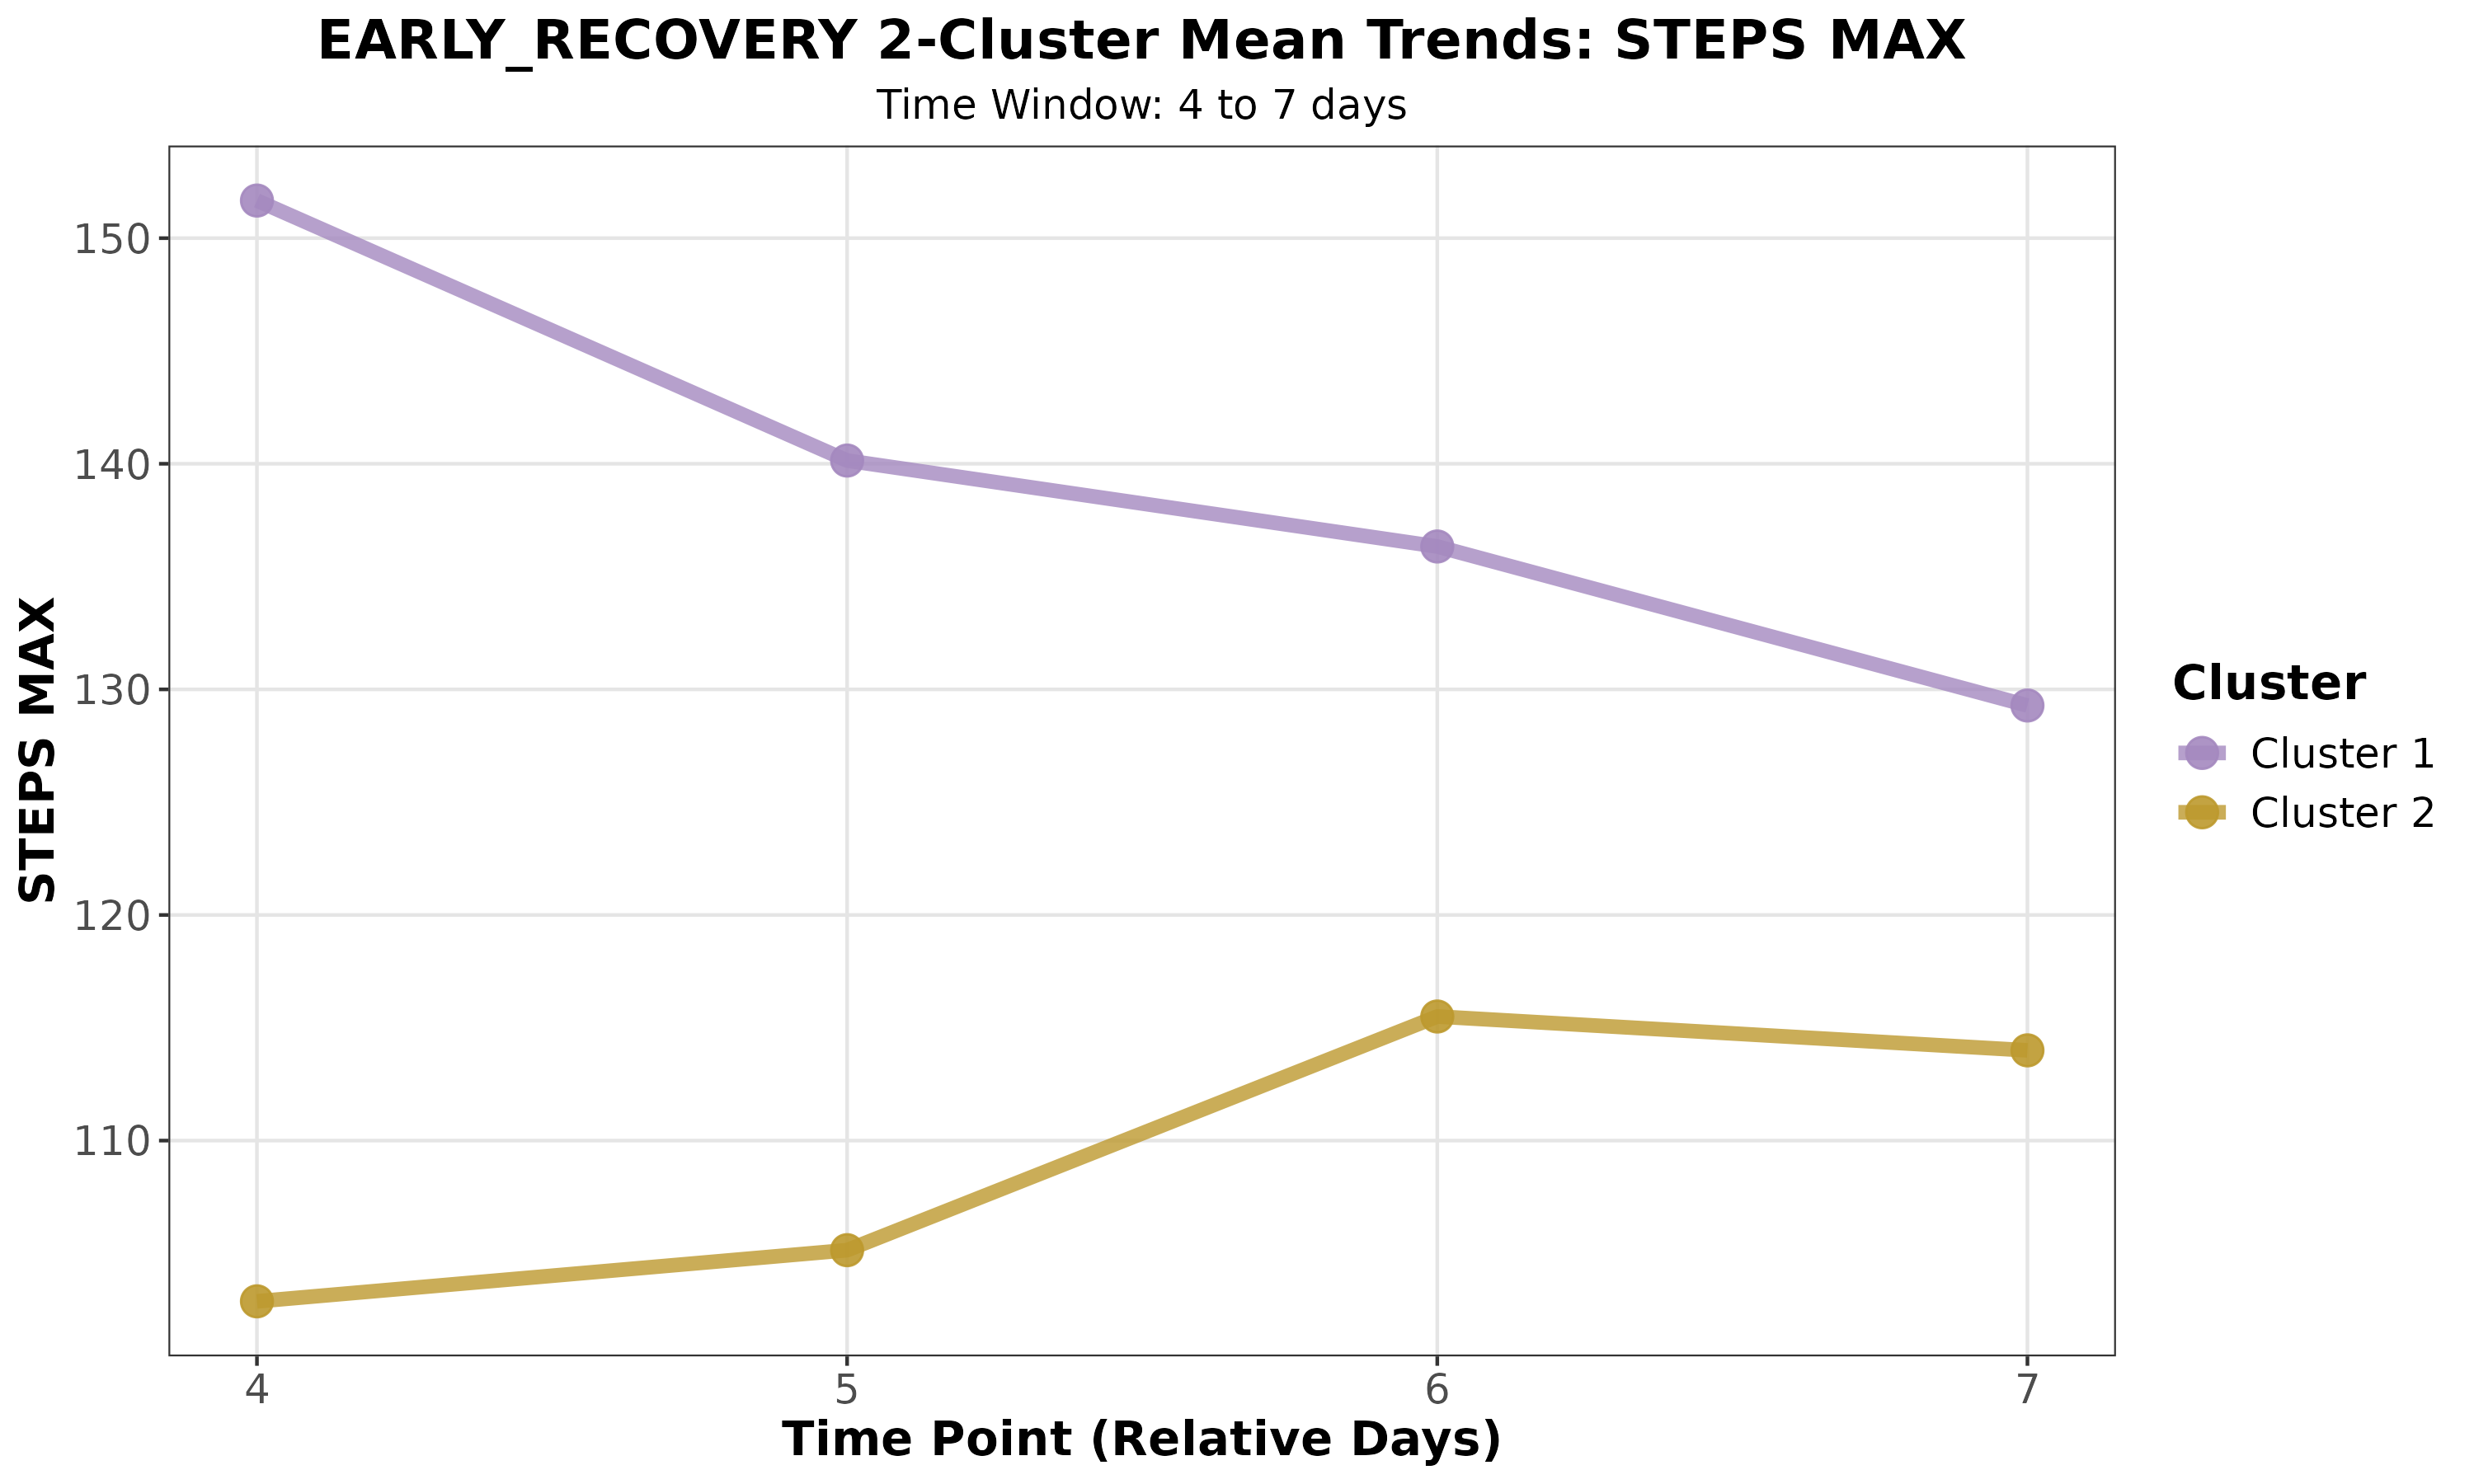 EARLY_RECOVERY 2-Cluster Mean Trends: STEPS MAX
Time Window: 4 to 7 days
STEPS MAX
150
140
130
120
110
4 5 6 7
Time Point (Relative Days)
Cluster
Cluster 1
Cluster 2